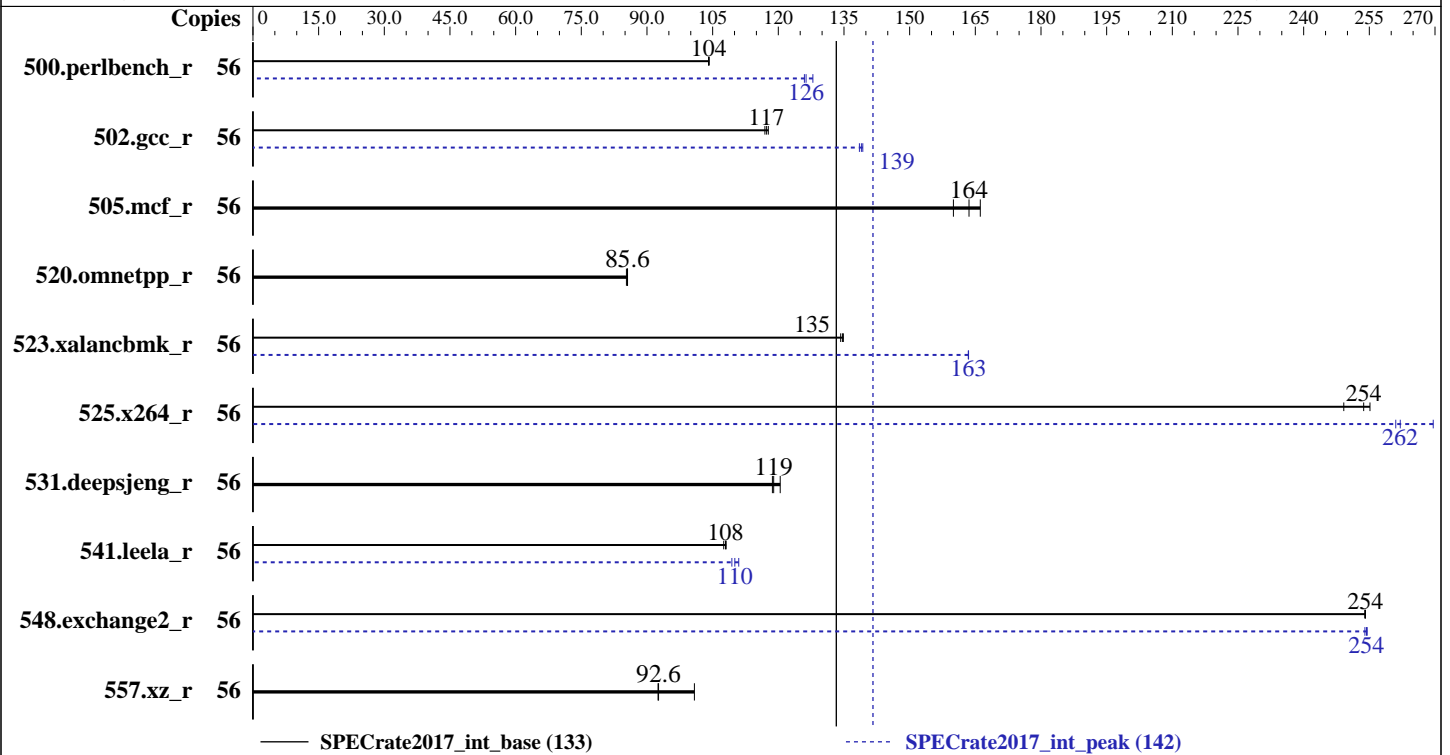 Copies 0 15.0 30.0 45.0 60.0 75.0 90.0 105 120 135 150 165 180 195 210 225 240 255 270
104
500.perlbench_r 56
126
117
502.gcc_r 56
139
164
505.mcf_r 56
85.6
520.omnetpp_r 56
135
523.xalancbmk_r 56
163
254
525.x264_r 56
262
119
531.deepsjeng_r 56
108
541.leela_r 56
110
254
548.exchange2_r 56
254
92.6
557.xz_r 56
SPECrate2017_int_base (133) SPECrate2017_int_peak (142)